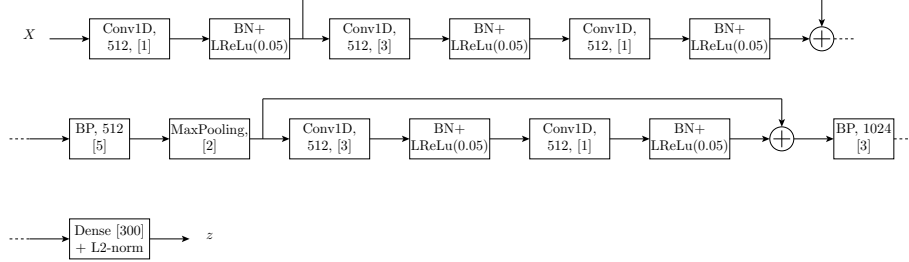 X
Conv1D,
512, [1]
BN+
LReLu(0.05)
Conv1D,
512, [3]
BN+
LReLu(0.05)
Conv1D,
512, [1]
BN+
LReLu(0.05)
BP, 512
[5]
MaxPooling,
[2]
Conv1D,
512, [3]
BN+
LReLu(0.05)
Conv1D,
512, [1]
BN+
LReLu(0.05)
BP, 1024
[3]
Dense [300]
+ L2-norm
z